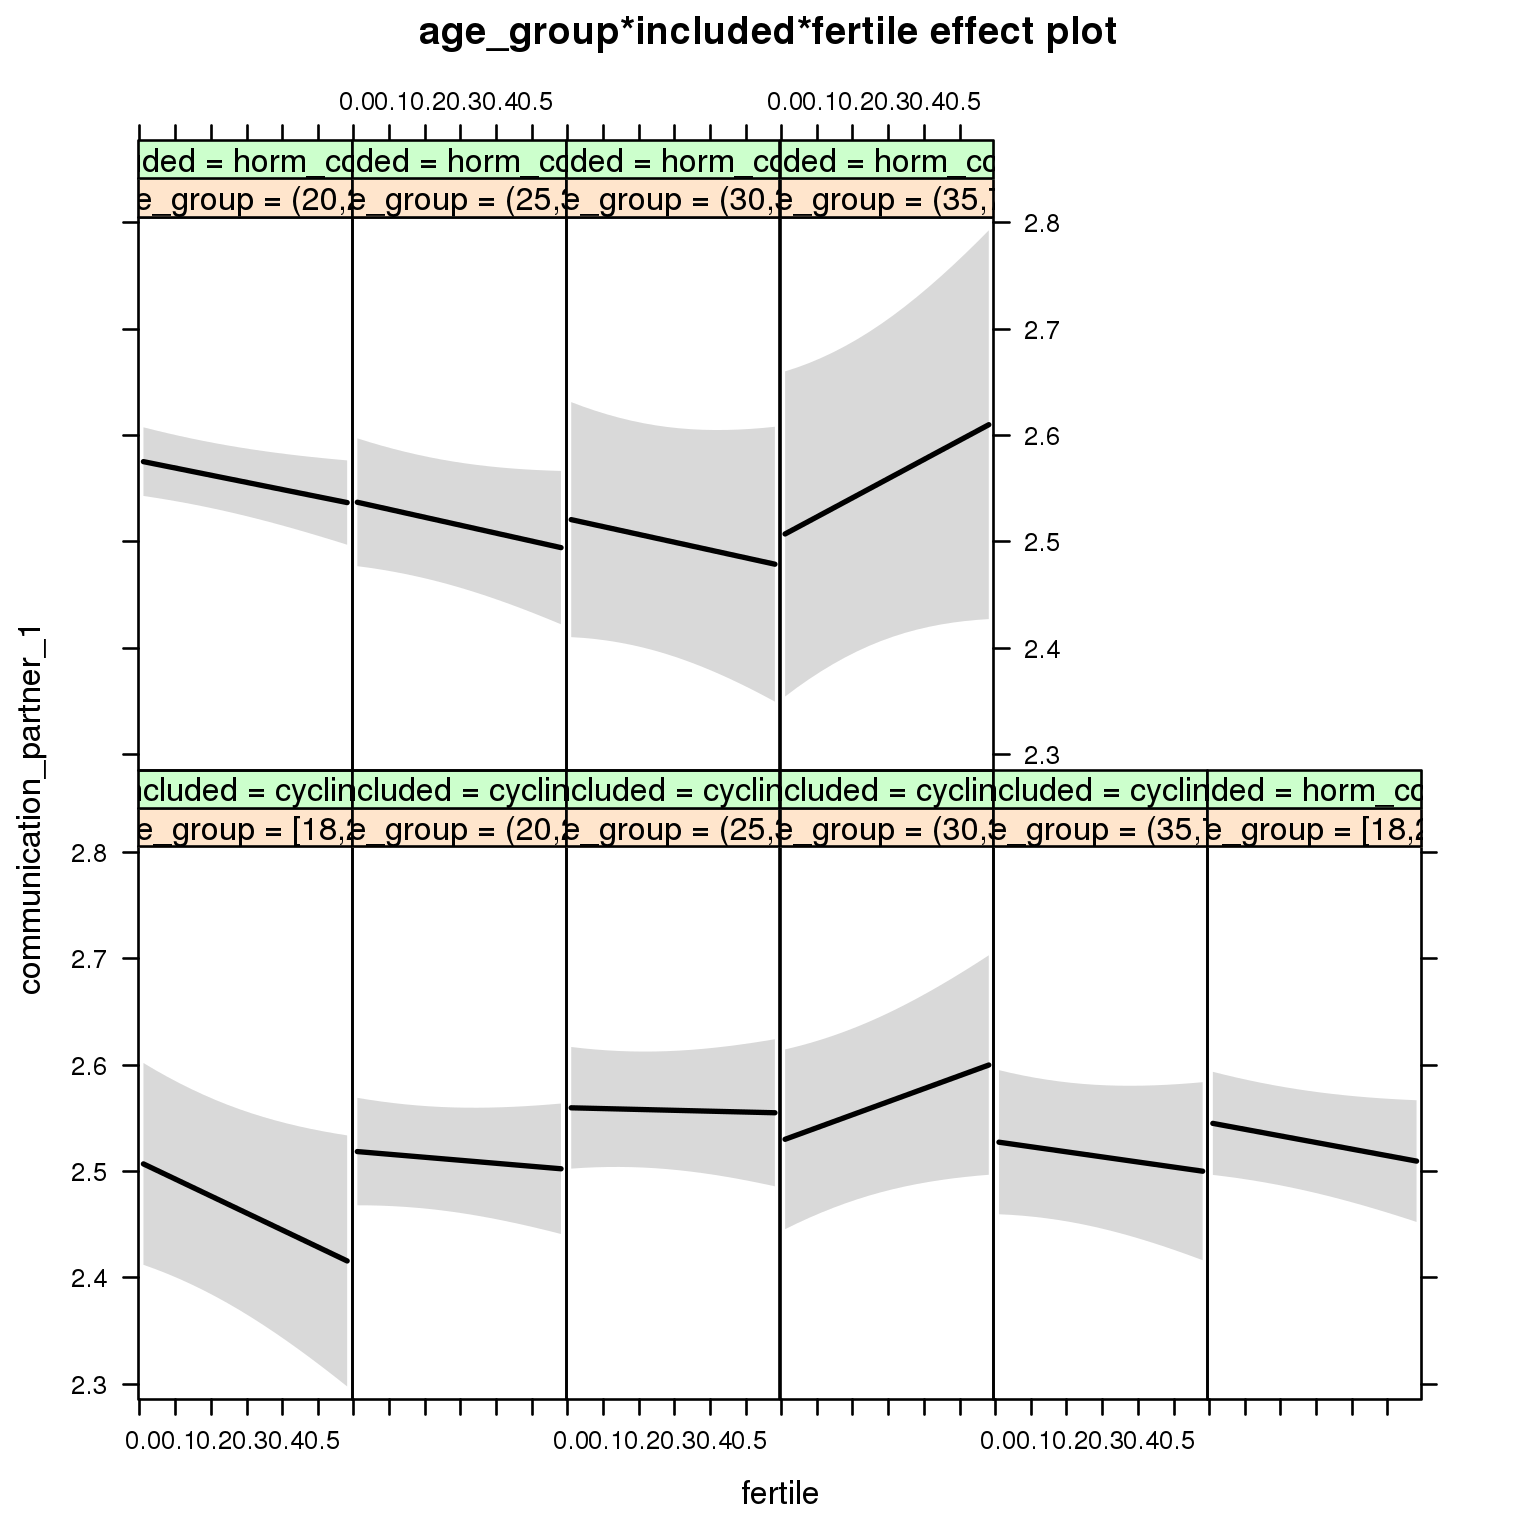 age_group*included*fertile effect plot
0.00.10.20.30.40.5 0.00.10.20.30.40.5
ded = horm_co ded = horm_co ded = horm_co ded = horm_co
e_group = (20, e_group = (25, e_group = (30, e_group = (35,
2.8
2.7
2.6
2.5
2.4
2.3
communication_partner_1
cluded = cyclin cluded = cyclin cluded = cyclin cluded = cyclin cluded = cyclin ded = horm_co
e_group = [18, e_group = (20, e_group = (25, e_group = (30, e_group = (35, e_group = [18,2
2.8
2.7
2.6
2.5
2.4
2.3
0.00.10.20.30.40.5 0.00.10.20.30.40.5 0.00.10.20.30.40.5
fertile